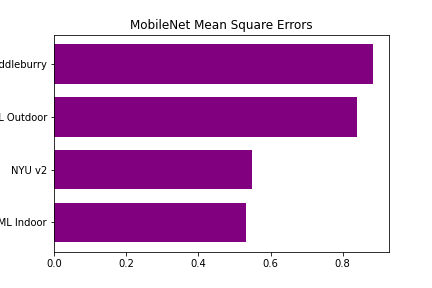 MobileNet Mean Square Errors
ddleburry
L Outdoor
NYU v2
ML Indoor
0.0 0.2 0.4 0.6 0.8